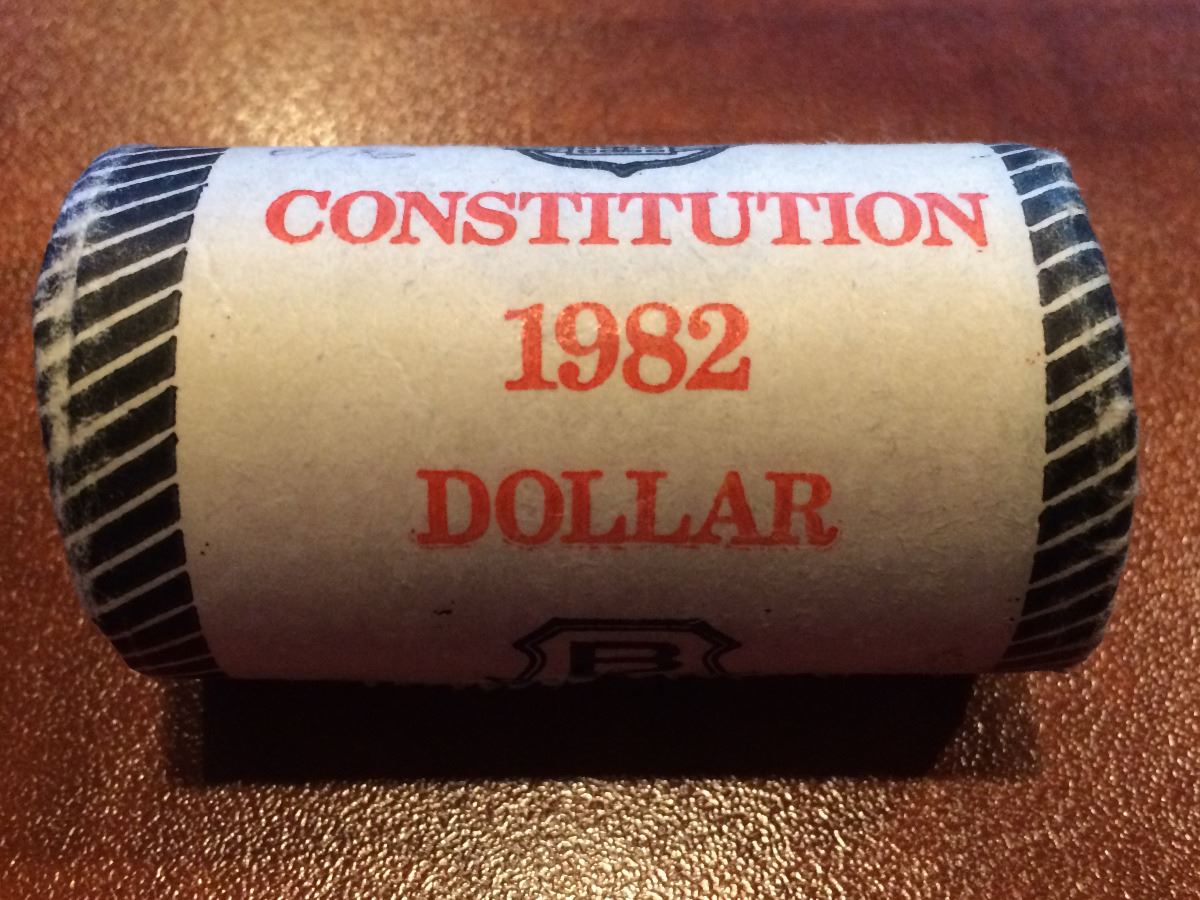 CONSTITUTION
1982
DOLLAR
B